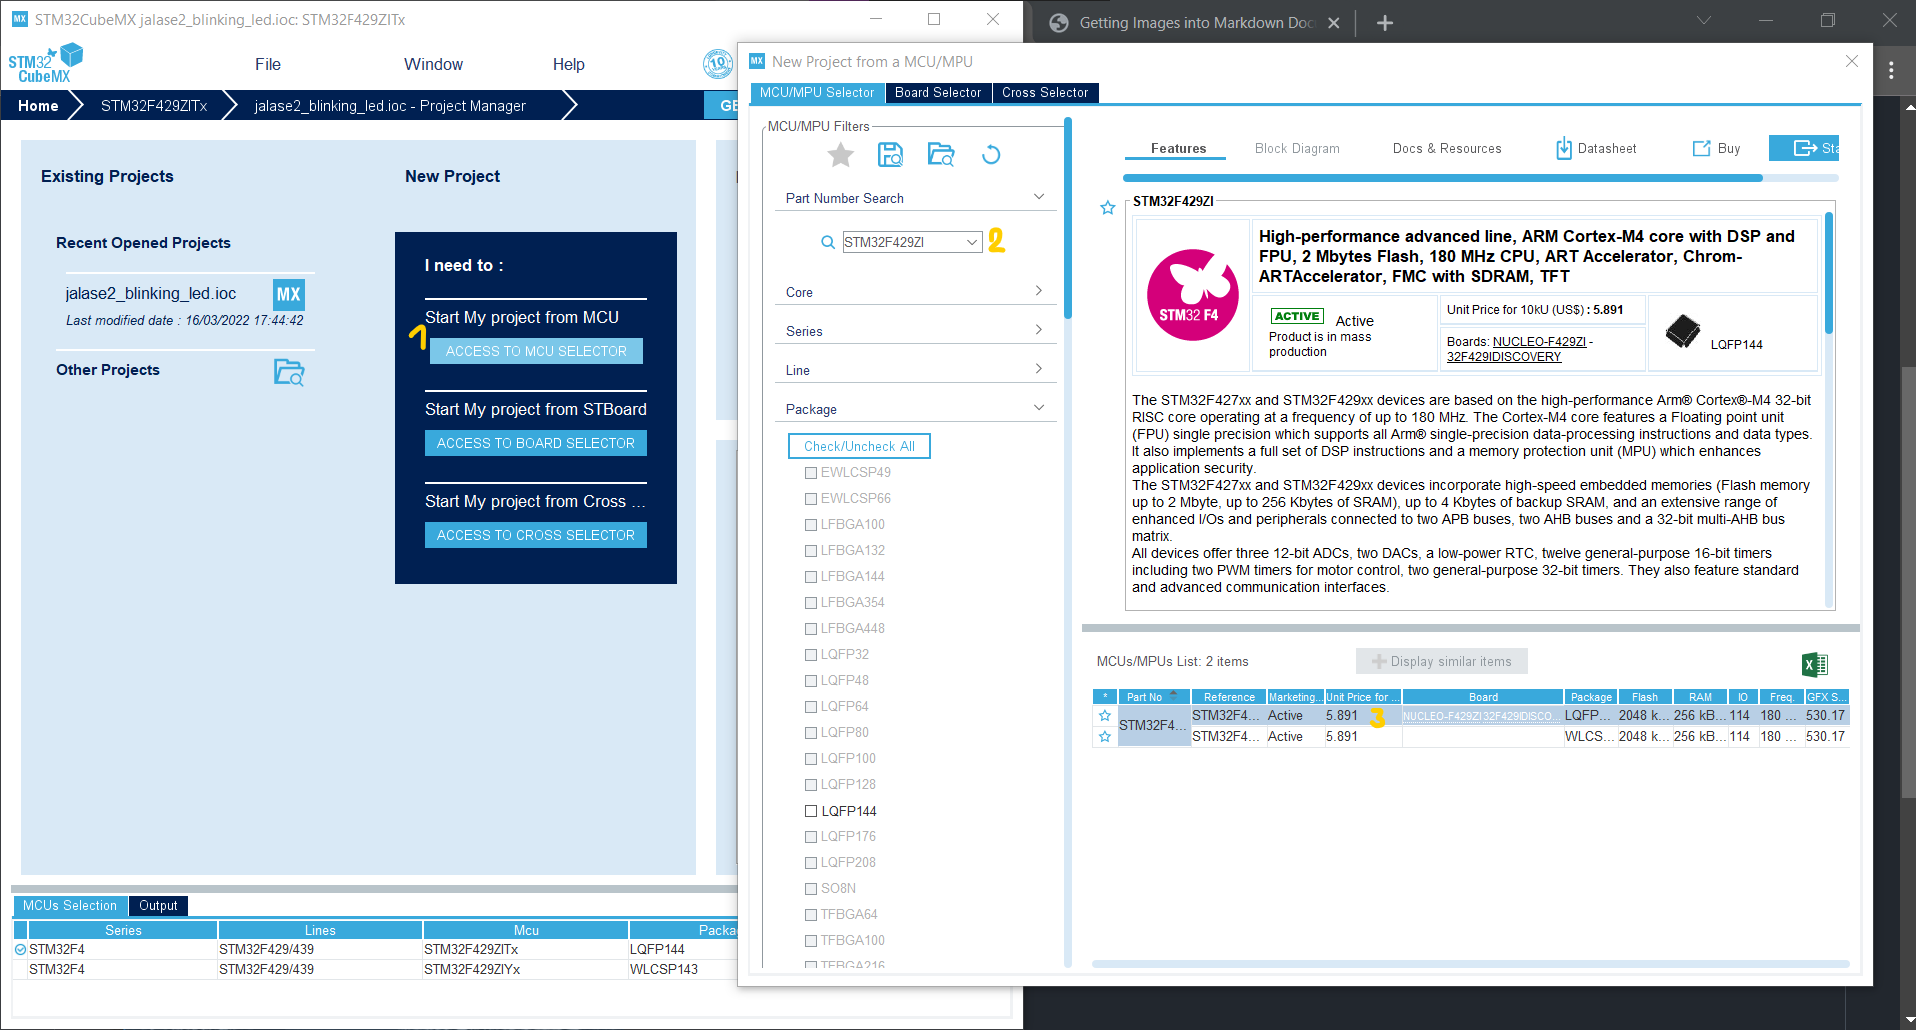 STM32CubeMX jalase2_blinking_led.ioc: STM32F429ZITx
STM32
CubeMX
File
Window
Help
10
Home
STM32F429ZITx
jalase2_blinking_led.ioc - Project Manager
GE
Existing Projects
Recent Opened Projects
jalase2_blinking_led.ioc
MX
Last modified date : 16/03/2022 17:44:42
Other Projects
New Project
I need to :
Start My project from MCU
1
ACCESS TO MCU SELECTOR
Start My project from STBoard
ACCESS TO BOARD SELECTOR
Start My project from Cross ...
ACCESS TO CROSS SELECTOR
MCUs Selection
Output
Series Lines Mcu Packa
STM32F4 STM32F429/439 STM32F429ZITx LQFP144
STM32F4 STM32F429/439 STM32F429ZIYx WLCSP143
Getting Images into Markdown Doc
MX New Project from a MCU/MPU
MCU/MPU Selector
Board Selector
Cross Selector
MCU/MPU Filters
Part Number Search
STM32F429ZI
2
Core
Series
Line
Package
Check/Uncheck All
EWLCSP49
EWLCSP66
LFBGA100
LFBGA132
LFBGA144
LFBGA354
LFBGA448
LQFP32
LQFP48
LQFP64
LQFP80
LQFP100
LQFP128
LQFP144
LQFP176
LQFP208
SO8N
TFBGA64
TFBGA100
TFBGA216
Features
Block Diagram
Docs & Resources
Datasheet
Buy
Sta
STM32F429ZI
STM32 F4
High-performance advanced line, ARM Cortex-M4 core with DSP and
FPU, 2 Mbytes Flash, 180 MHz CPU, ART Accelerator, Chrom-
ARTAccelerator, FMC with SDRAM, TFT
ACTIVE Active
Product is in mass
production
Unit Price for 10kU (US$) : 5.891
Boards: NUCLEO-F429ZI -
32F429IDISCOVERY
LQFP144
The STM32F427xx and STM32F429xx devices are based on the high-performance Arm® Cortex®-M4 32-bit
RISC core operating at a frequency of up to 180 MHz. The Cortex-M4 core features a Floating point unit
(FPU) single precision which supports all Arm® single-precision data-processing instructions and data types.
It also implements a full set of DSP instructions and a memory protection unit (MPU) which enhances
application security.
The STM32F427xx and STM32F429xx devices incorporate high-speed embedded memories (Flash memory
up to 2 Mbyte, up to 256 Kbytes of SRAM), up to 4 Kbytes of backup SRAM, and an extensive range of
enhanced I/Os and peripherals connected to two APB buses, two AHB buses and a 32-bit multi-AHB bus
matrix.
All devices offer three 12-bit ADCs, two DACs, a low-power RTC, twelve general-purpose 16-bit timers
including two PWM timers for motor control, two general-purpose 32-bit timers. They also feature standard
and advanced communication interfaces.
MCUs/MPUs List: 2 items
Display similar items
* Part No Reference Marketing... Unit Price for ... Board Package Flash RAM IO Freq. GFX S...
STM32F4... STM32F4... Active 5.891 3 NUCLEO-F429ZI 32F429IDISCO... LQFP... 2048 k... 256 kB... 114 180 ... 530.17
STM32F4... Active 5.891 WLCS... 2048 k... 256 kB... 114 180 ... 530.17